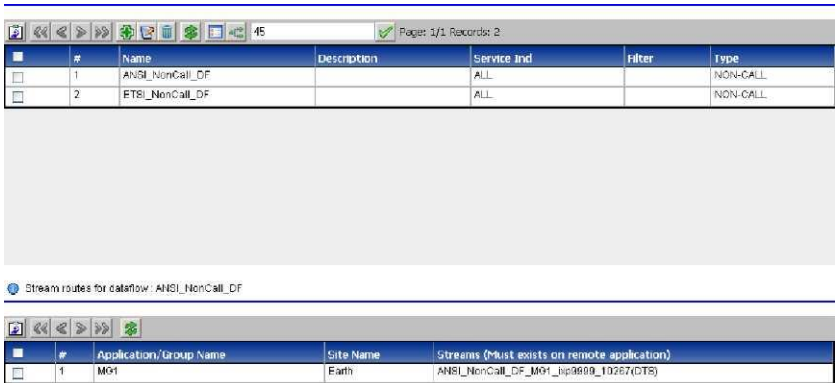 45 Page: 1/1 Records: 2
# Name Description Service Ind Filter Type
1 ANSI_NonCall_DF ALL NON-CALL
2 ETSI_NonCall_DF ALL NON-CALL
Stream routes for dataflow: ANSI_NonCall_DF
# Application/Group Name Site Name Streams (Must exists on remote application)
1 MG1 Earth ANSI_NonCall_DF_MG1_ixp9999_10267(DTS)